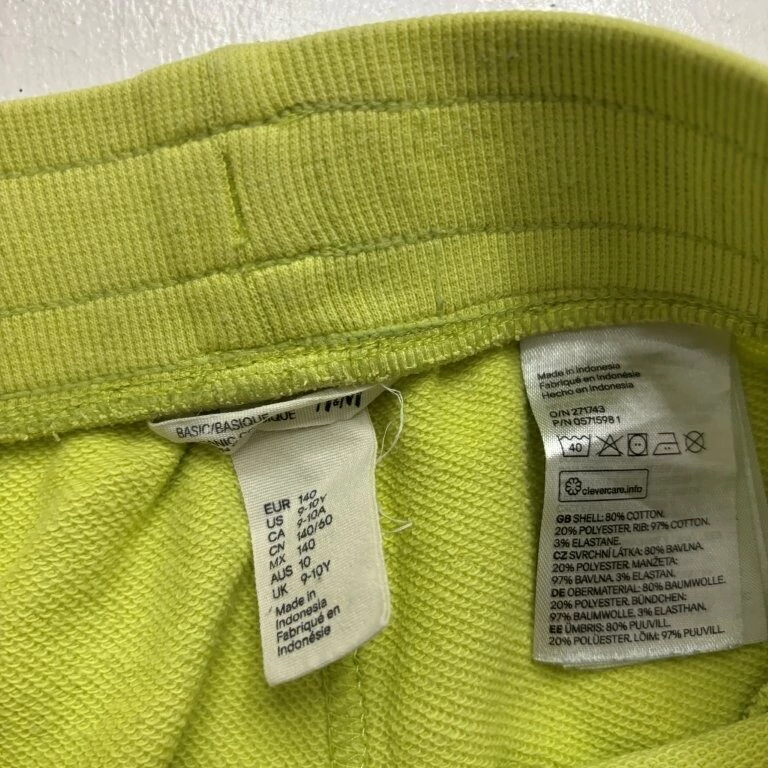 H&M
BASIC/BASIQUE
EUR 140
US 9-10Y
CA 9-10A
CN 140/60
MX 140
AUS 10
UK 9-10Y
Made in
Indonesia
Fabriqué en
Indonésie
Made in Indonesia
Fabriqué en Indonésie
Hecho en Indonesia
O/N 271743
P/N 0571598 1
40
clevercare.info
GB SHELL: 80% COTTON.
20% POLYESTER, RIB: 97% COTTON.
3% ELASTANE.
CZ SVRCHNÍ LÁTKA: 80% BAVLNA.
20% POLYESTER, MANŽETA:
97% BAVLNA, 3% ELASTAN.
DE OBERMATERIAL: 80% BAUMWOLLE.
20% POLYESTER, BÜNDCHEN:
97% BAUMWOLLE, 3% ELASTHAN.
EE ÜMBRIS: 80% PUUVILL.
20% POLÜESTER, LÕIM: 97% PUUVILL.